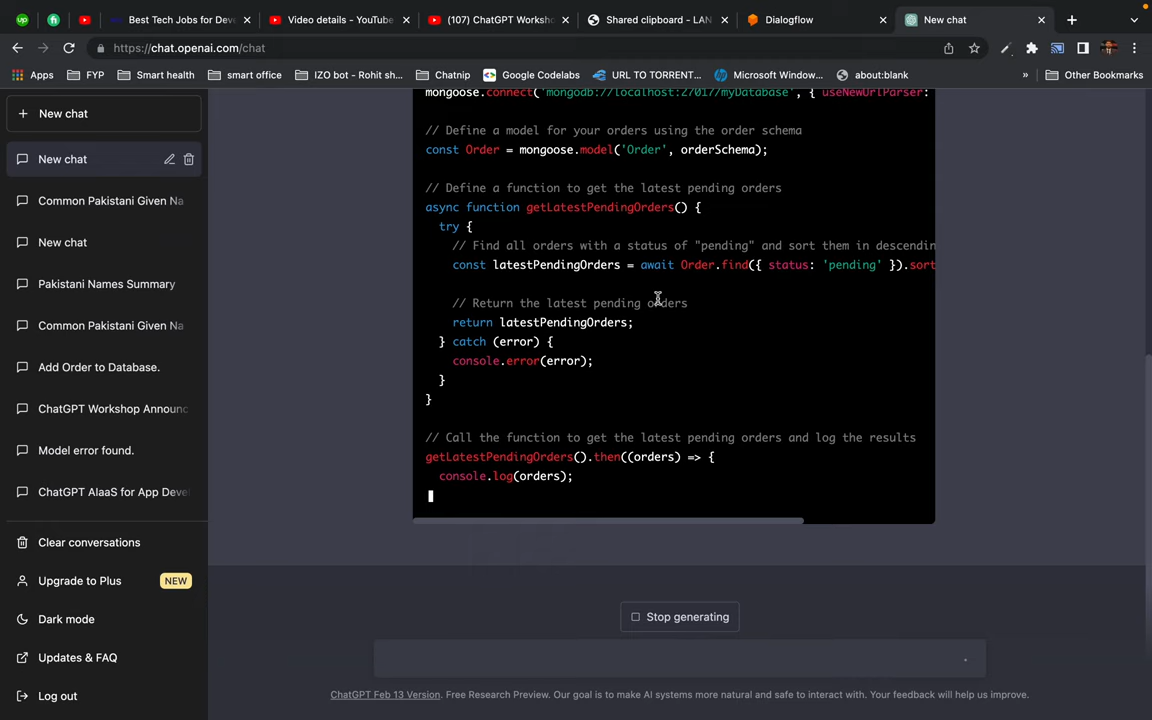 Best Tech Jobs for Deve
Video details - YouTube
(107) ChatGPT Worksho
Shared clipboard - LAN
Dialogflow
New chat
https://chat.openai.com/chat
Apps
FYP
Smart health
smart office
IZO bot - Rohit sh...
Chatnip
Google Codelabs
URL TO TORRENT...
Microsoft Window...
about:blank
»
Other Bookmarks
New chat
New chat
Common Pakistani Given Na
New chat
Pakistani Names Summary
Common Pakistani Given Na
Add Order to Database.
ChatGPT Workshop Announc
Model error found.
ChatGPT AIaaS for App Deve
Clear conversations
Upgrade to Plus NEW
Dark mode
Updates & FAQ
Log out
mongoose.connect('mongodb://localhost:27017/myDatabase', { useNewUrlParser:
// Define a model for your orders using the order schema
const Order = mongoose.model('Order', orderSchema);
// Define a function to get the latest pending orders
async function getLatestPendingOrders() {
try {
// Find all orders with a status of "pending" and sort them in descendin
const latestPendingOrders = await Order.find({ status: 'pending' }).sort
// Return the latest pending orders
return latestPendingOrders;
} catch (error) {
console.error(error);
}
}
// Call the function to get the latest pending orders and log the results
getLatestPendingOrders().then((orders) => {
console.log(orders);
Stop generating
ChatGPT Feb 13 Version. Free Research Preview. Our goal is to make AI systems more natural and safe to interact with. Your feedback will help us improve.